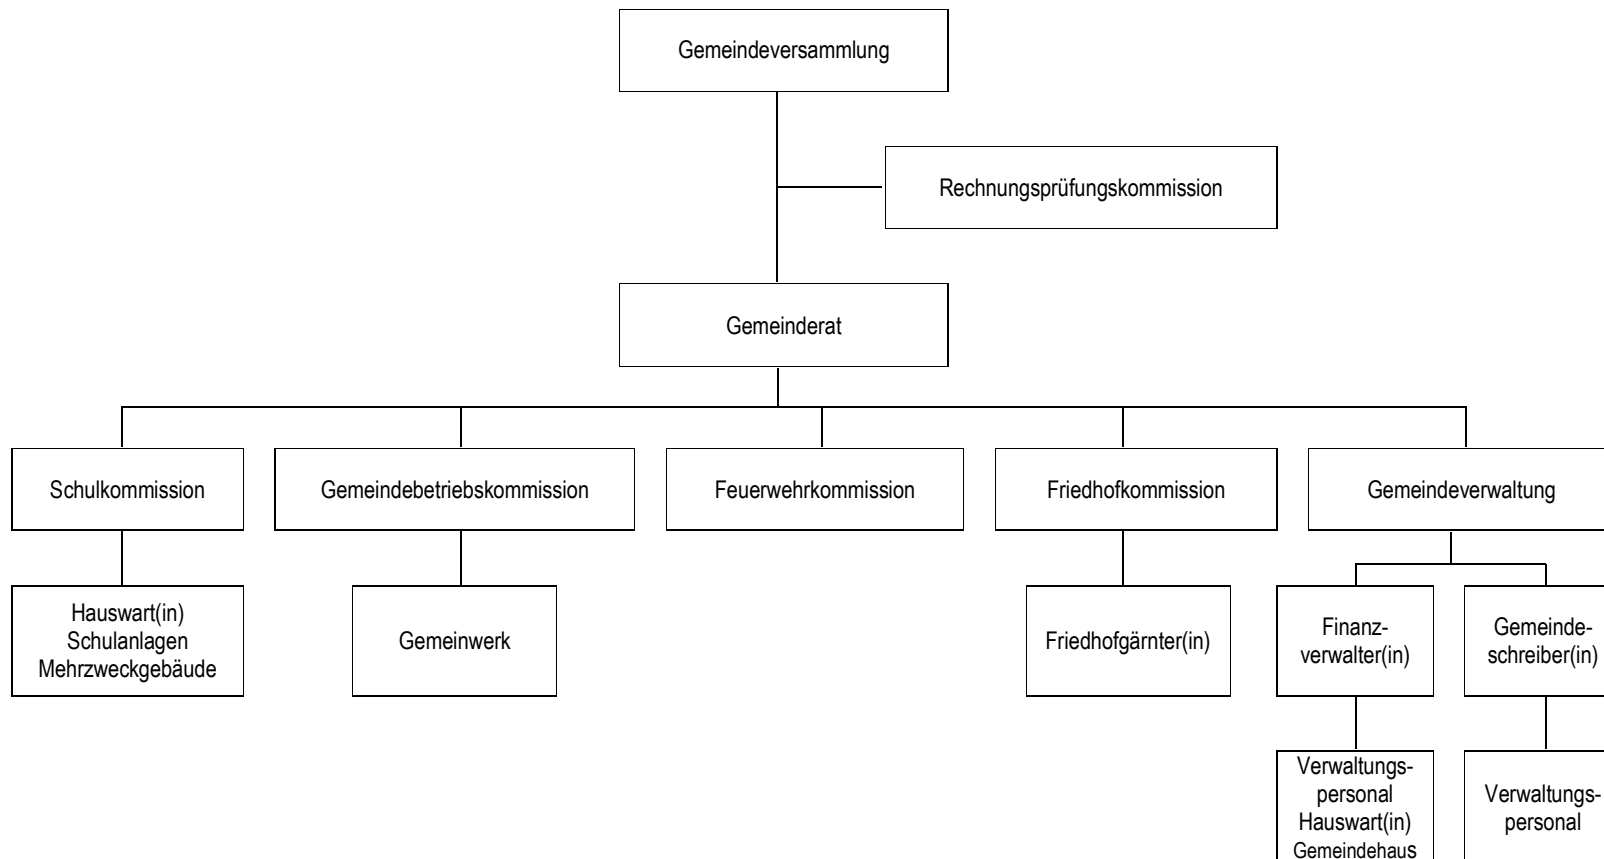 Gemeindeversammlung
Rechnungsprüfungskommission
Gemeinderat
Schulkommission
Gemeindebetriebskommission
Feuerwehrkommission
Friedhofkommission
Gemeindeverwaltung
Hauswart(in)
Schulanlagen
Mehrzweckgebäude
Gemeinwerk
Friedhofgärnter(in)
Finanz-
verwalter(in)
Gemeinde-
schreiber(in)
Verwaltungs-
personal
Hauswart(in)
Gemeindehaus
Verwaltungs-
personal